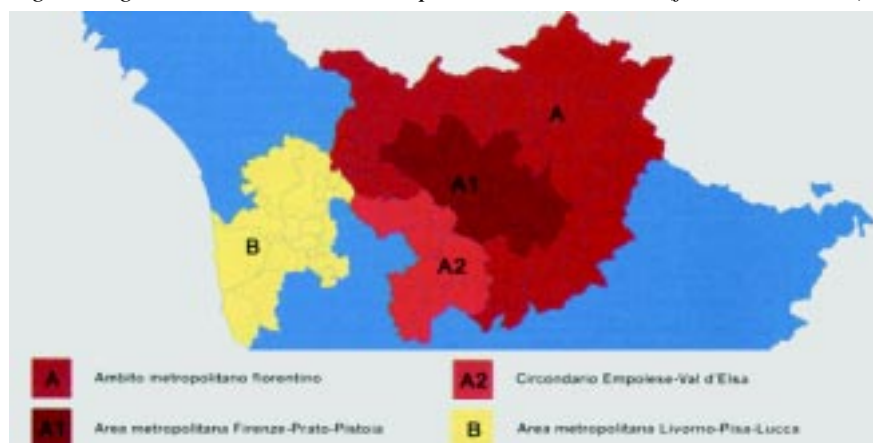 A
A1
B
A2
A Ambito metropolitano fiorentino
A2 Circondario Empolese-Val d'Elsa
A1 Area metropolitana Firenze-Prato-Pistoia
B Area metropolitana Livorno-Pisa-Lucca